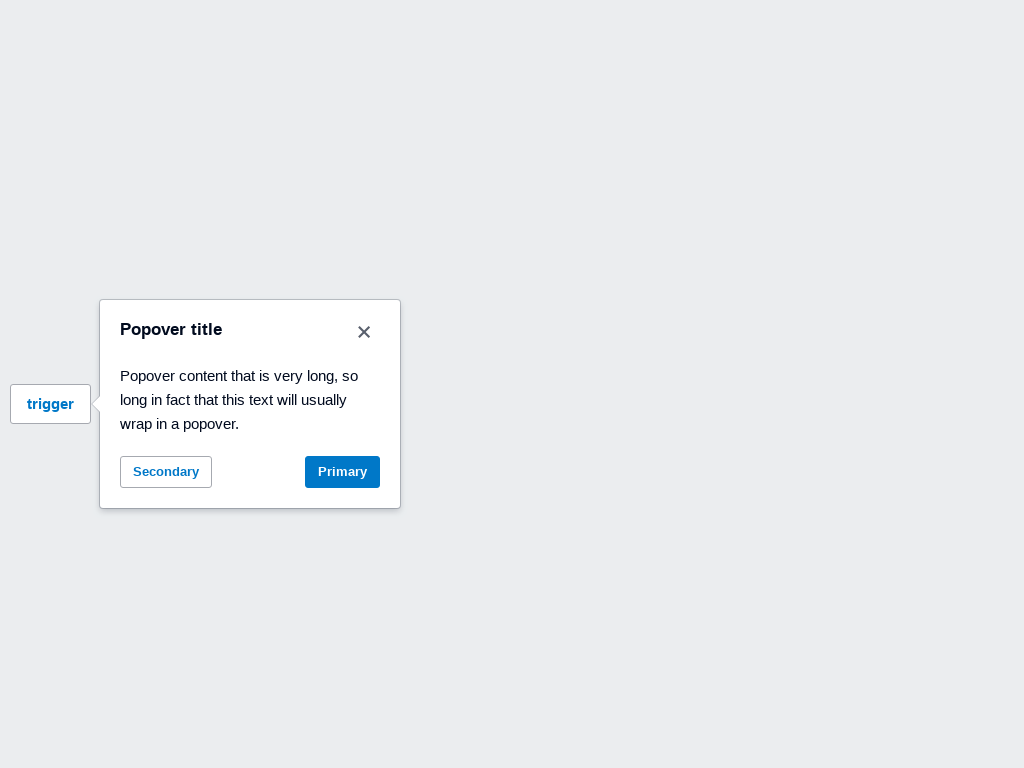 trigger
Popover title
Popover content that is very long, so
long in fact that this text will usually
wrap in a popover.
Secondary
Primary